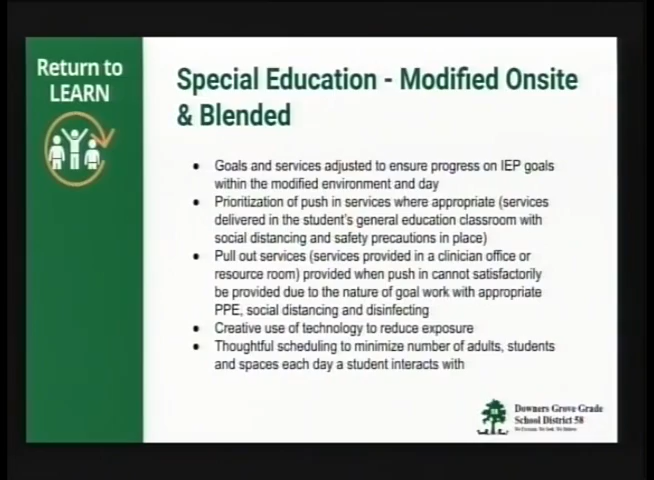 Return to
LEARN
Special Education - Modified Onsite
& Blended
● Goals and services adjusted to ensure progress on IEP goals
within the modified environment and day
● Prioritization of push in services where appropriate (services
delivered in the student's general education classroom with
social distancing and safety precautions in place)
● Pull out services (services provided in a clinician office or
resource room) provided when push in cannot satisfactorily
be provided due to the nature of goal work with appropriate
PPE, social distancing and disinfecting
● Creative use of technology to reduce exposure
● Thoughtful scheduling to minimize number of adults, students
and spaces each day a student interacts with
Downers Grove Grade
School District 58